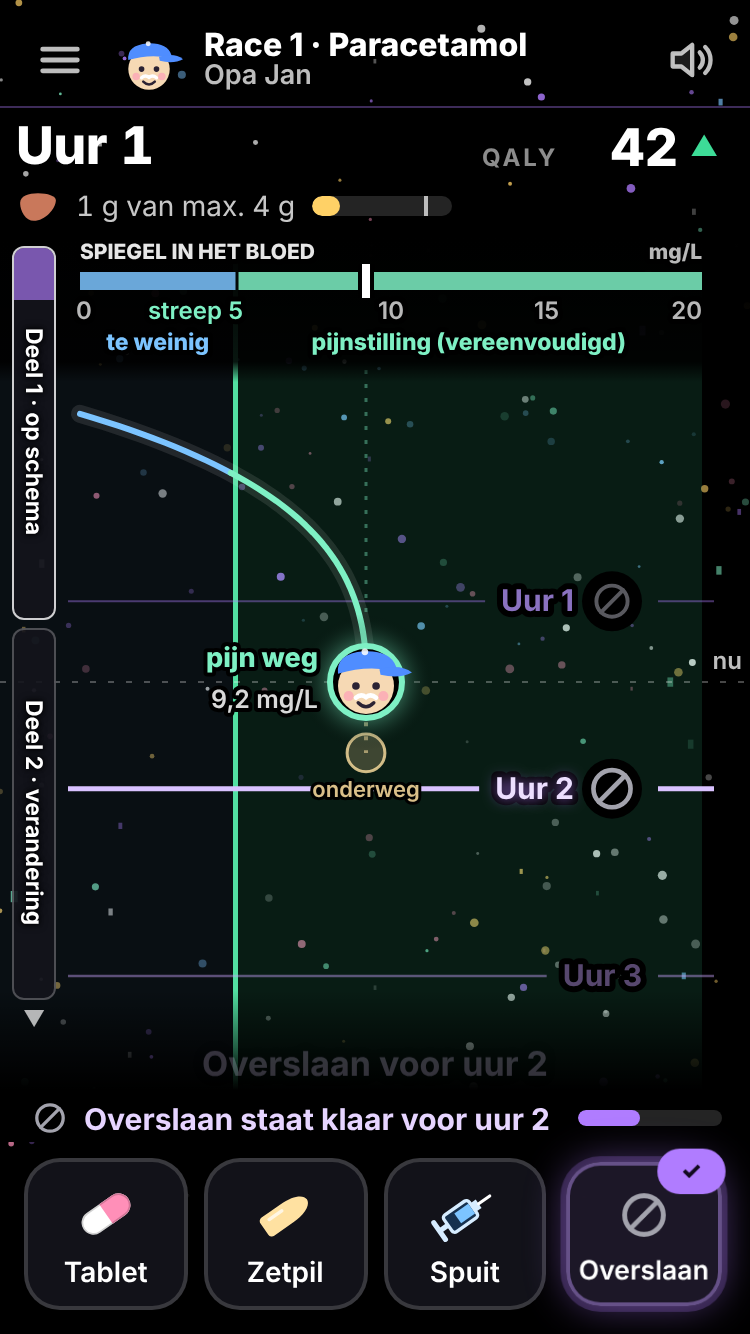 Race 1 · Paracetamol
Opa Jan
Uur 1
QALY 42
1 g van max. 4 g
SPIEGEL IN HET BLOED mg/L
0 streep 5 10 15 20
te weinig pijnstilling (vereenvoudigd)
Deel 1 · op schema
Uur 1
pijn weg
nu
9,2 mg/L
Deel 2 · verandering
onderweg
Uur 2
Uur 3
Overslaan voor uur 2
Overslaan staat klaar voor uur 2
Tablet
Zetpil
Spuit
Overslaan